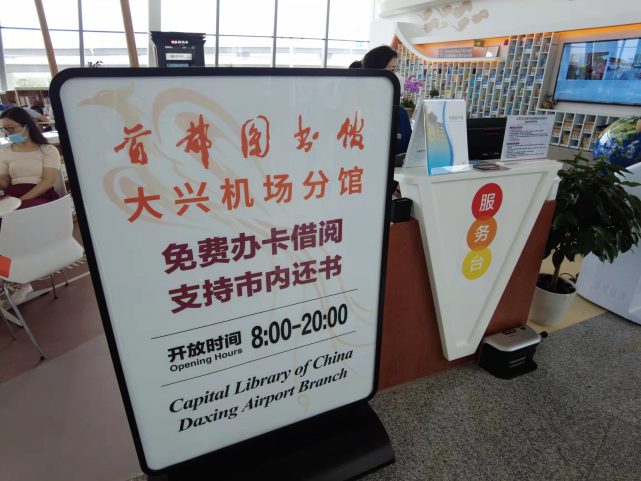 首都图书馆
大兴机场分馆
免费办卡借阅
支持市内还书
开放时间 8:00-20:00
Opening Hours
Capital Library of China
Daxing Airport Branch
服务台